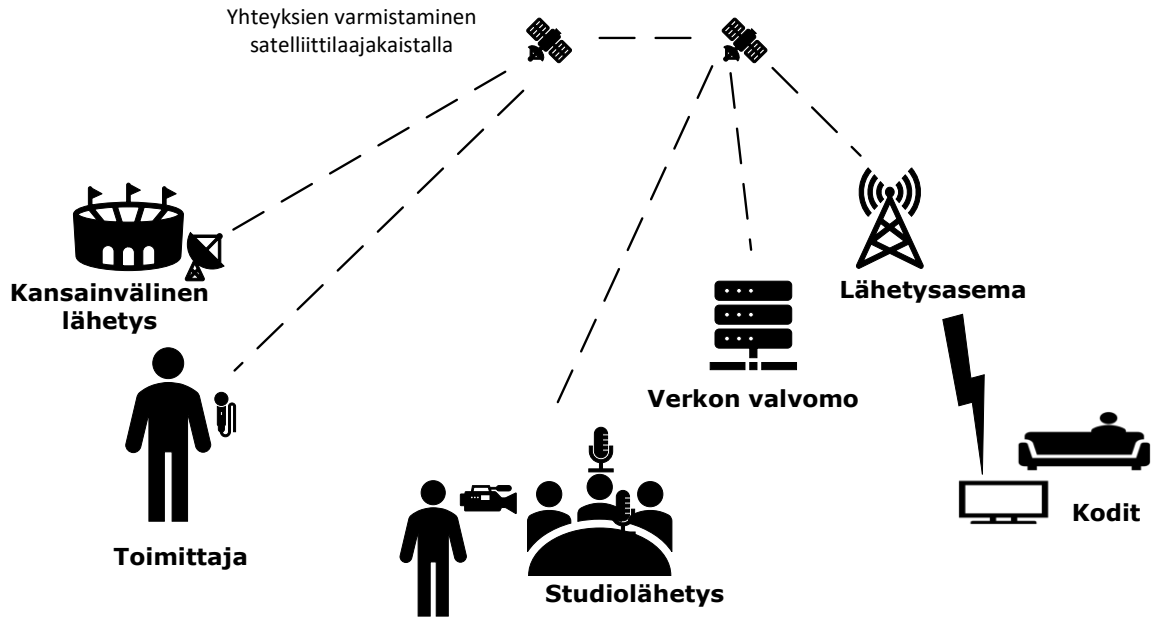 Yhteyksien varmistaminen
satelliittilaajakaistalla
Kansainvälinen
lähetys
Lähetysasema
Verkon valvomo
Kodit
Toimittaja
Studiolähetys